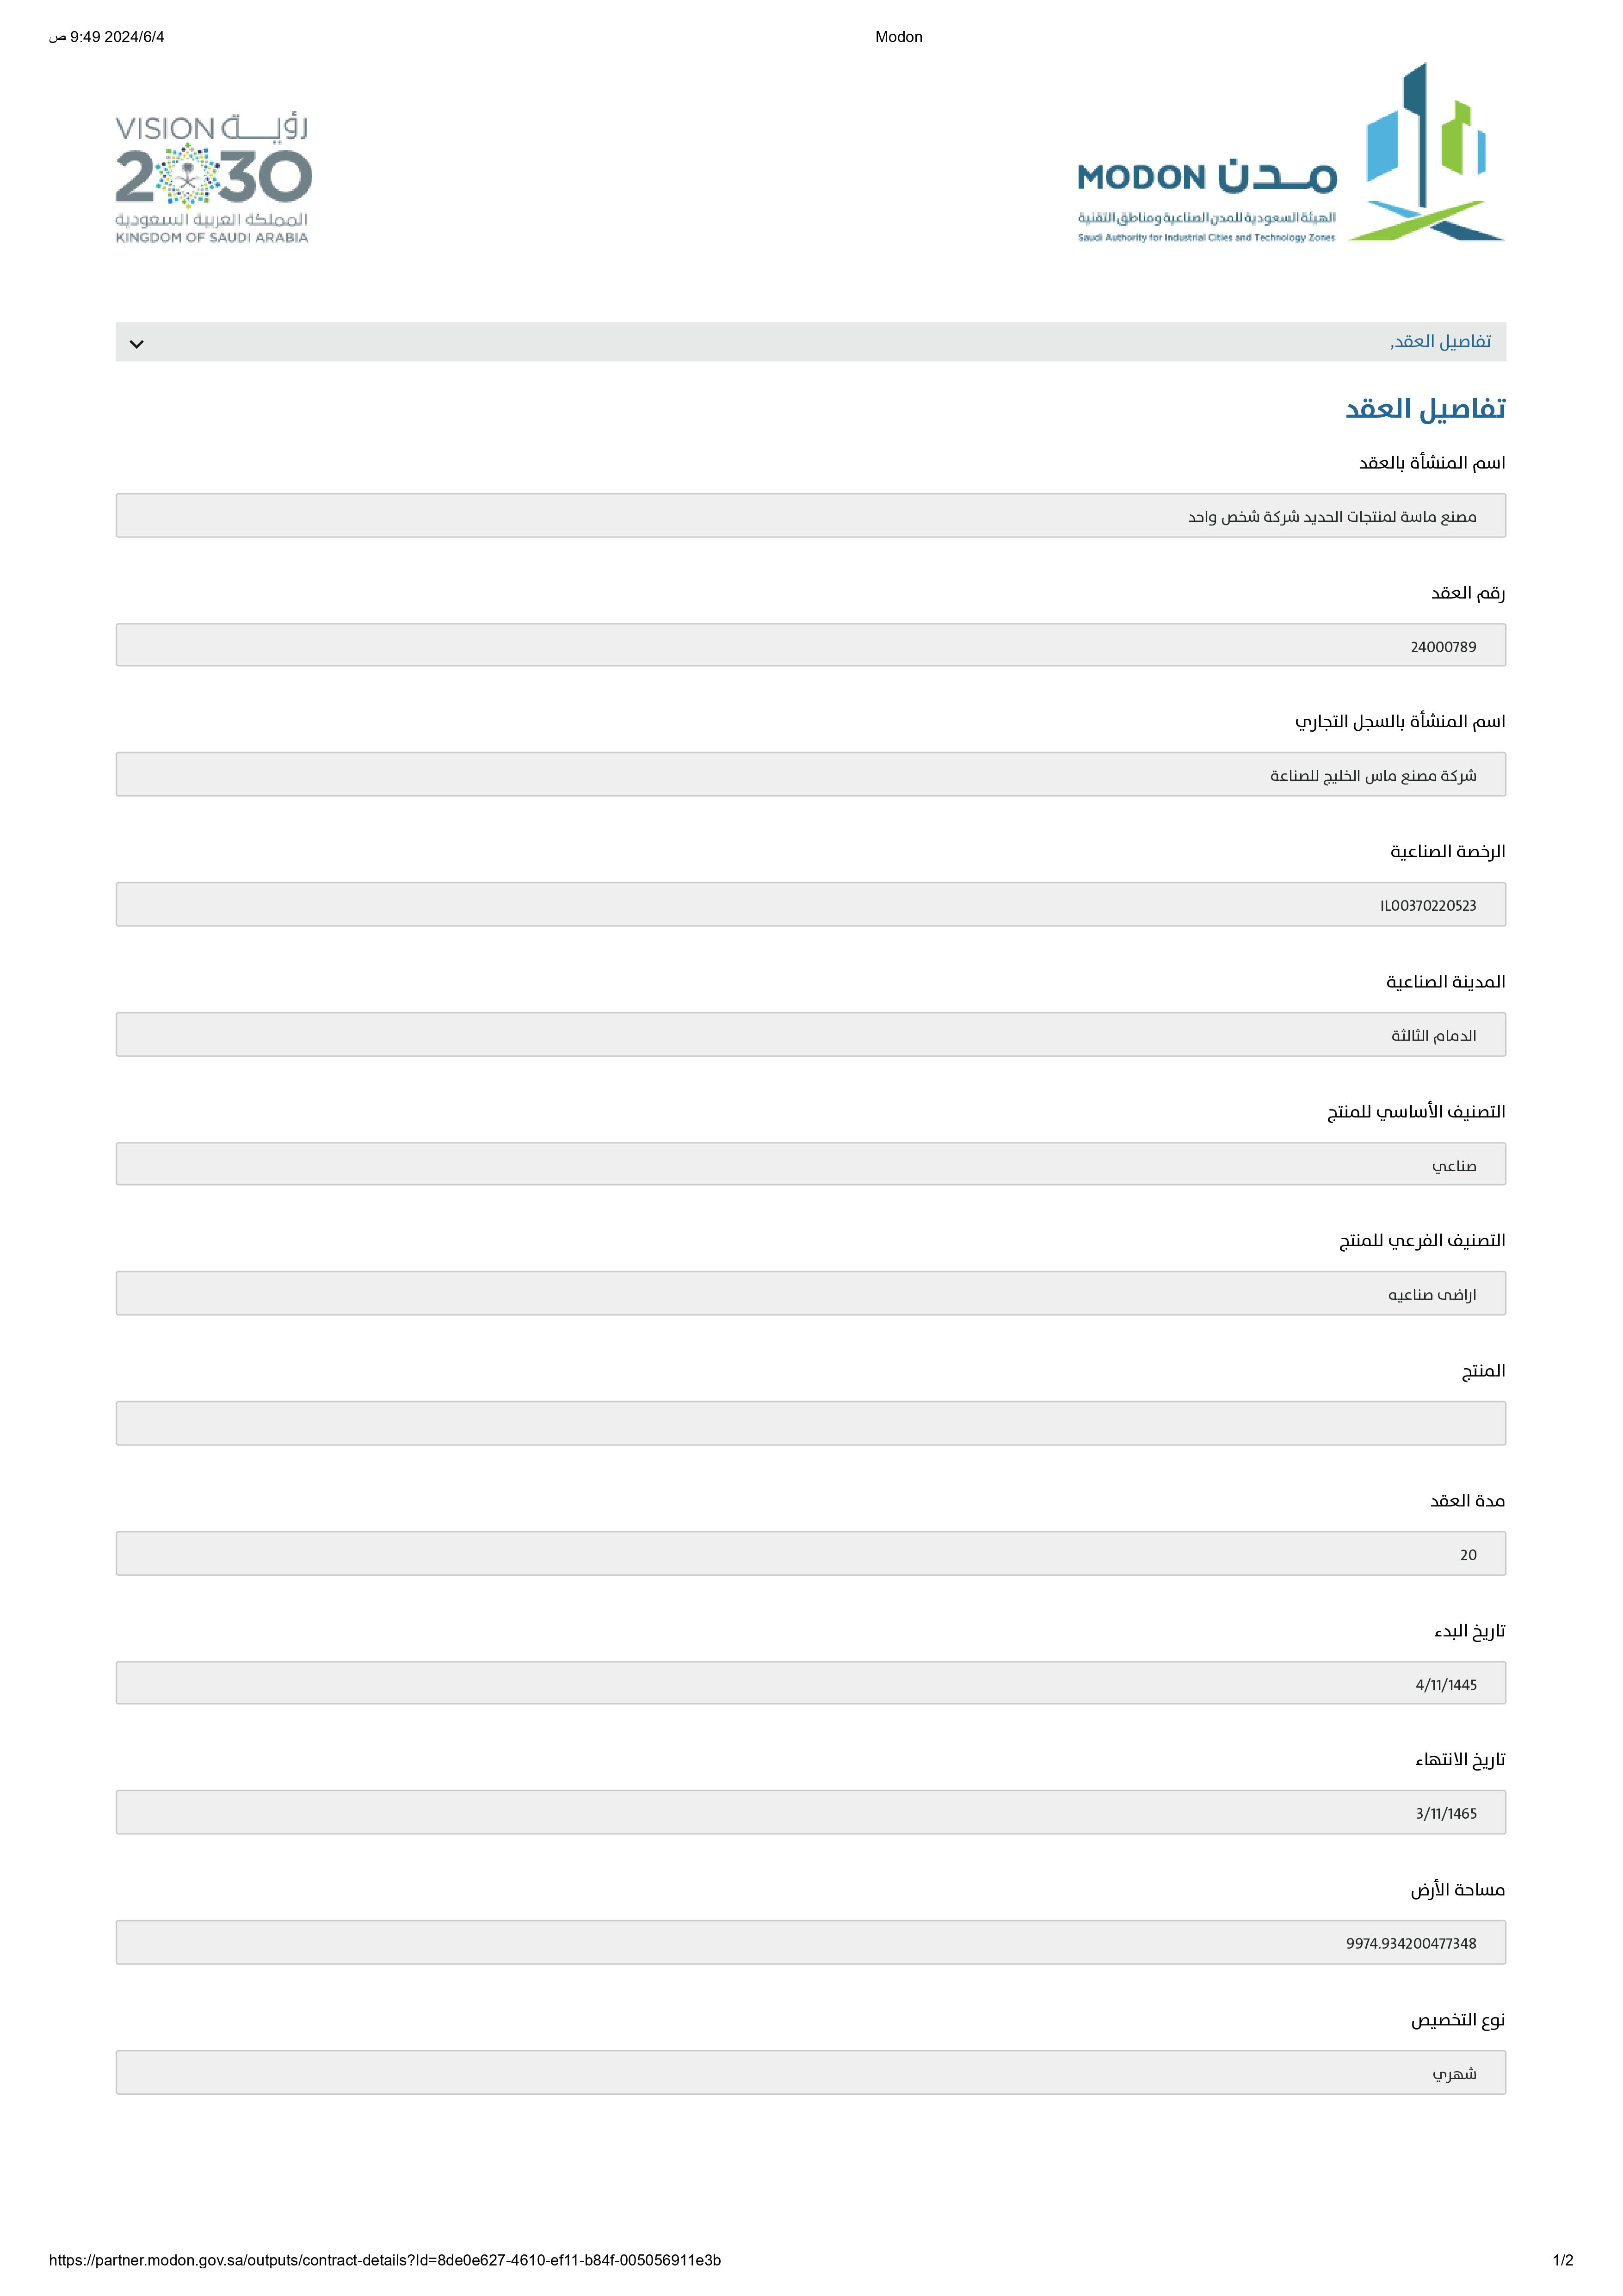 9:49 2024/6/4 ص
Modon
VISION رؤيـــة
2030
المملكة العربية السعودية
KINGDOM OF SAUDI ARABIA
MODON مـدن
الهيئة السعودية للمدن الصناعية ومناطق التقنية
Saudi Authority for Industrial Cities and Technology Zones
تفاصيل العقد,
تفاصيل العقد
اسم المنشأة بالعقد
مصنع ماسة لمنتجات الحديد شركة شخص واحد
رقم العقد
24000789
اسم المنشأة بالسجل التجاري
شركة مصنع ماس الخليج للصناعة
الرخصة الصناعية
IL00370220523
المدينة الصناعية
الدمام الثالثة
التصنيف الأساسي للمنتج
صناعي
التصنيف الفرعي للمنتج
اراضى صناعيه
المنتج
مدة العقد
20
تاريخ البدء
4/11/1445
تاريخ الانتهاء
3/11/1465
مساحة الأرض
9974.934200477348
نوع التخصيص
شهري
https://partner.modon.gov.sa/outputs/contract-details?Id=8de0e627-4610-ef11-b84f-005056911e3b
1/2